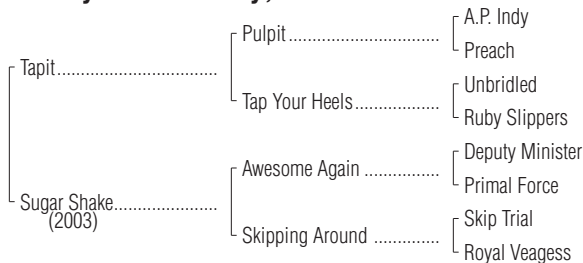 A.P. Indy
Pulpit
Preach
Tapit
Unbridled
Tap Your Heels
Ruby Slippers
Deputy Minister
Awesome Again
Primal Force
Sugar Shake
(2003)
Skip Trial
Skipping Around
Royal Veagess